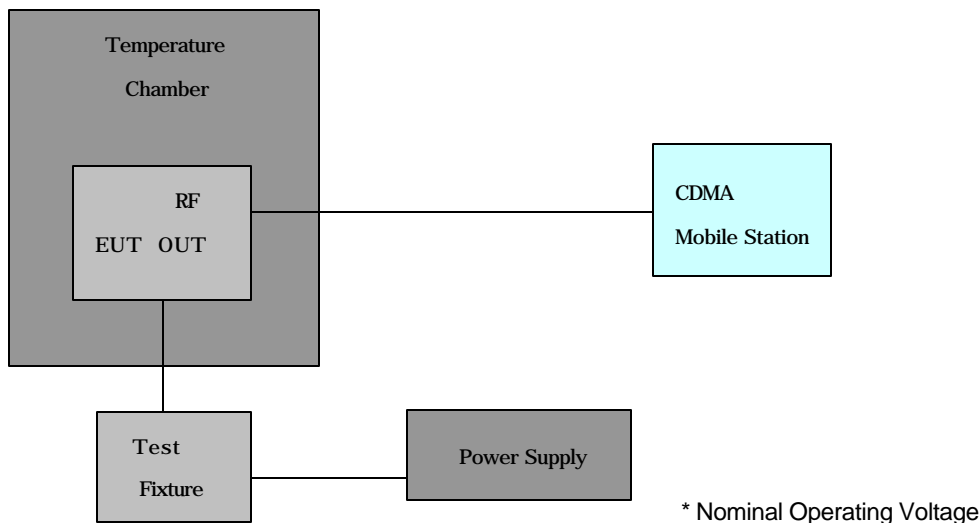 Temperature
Chamber
RF
EUT OUT
CDMA
Mobile Station
Test
Fixture
Power Supply
* Nominal Operating Voltage